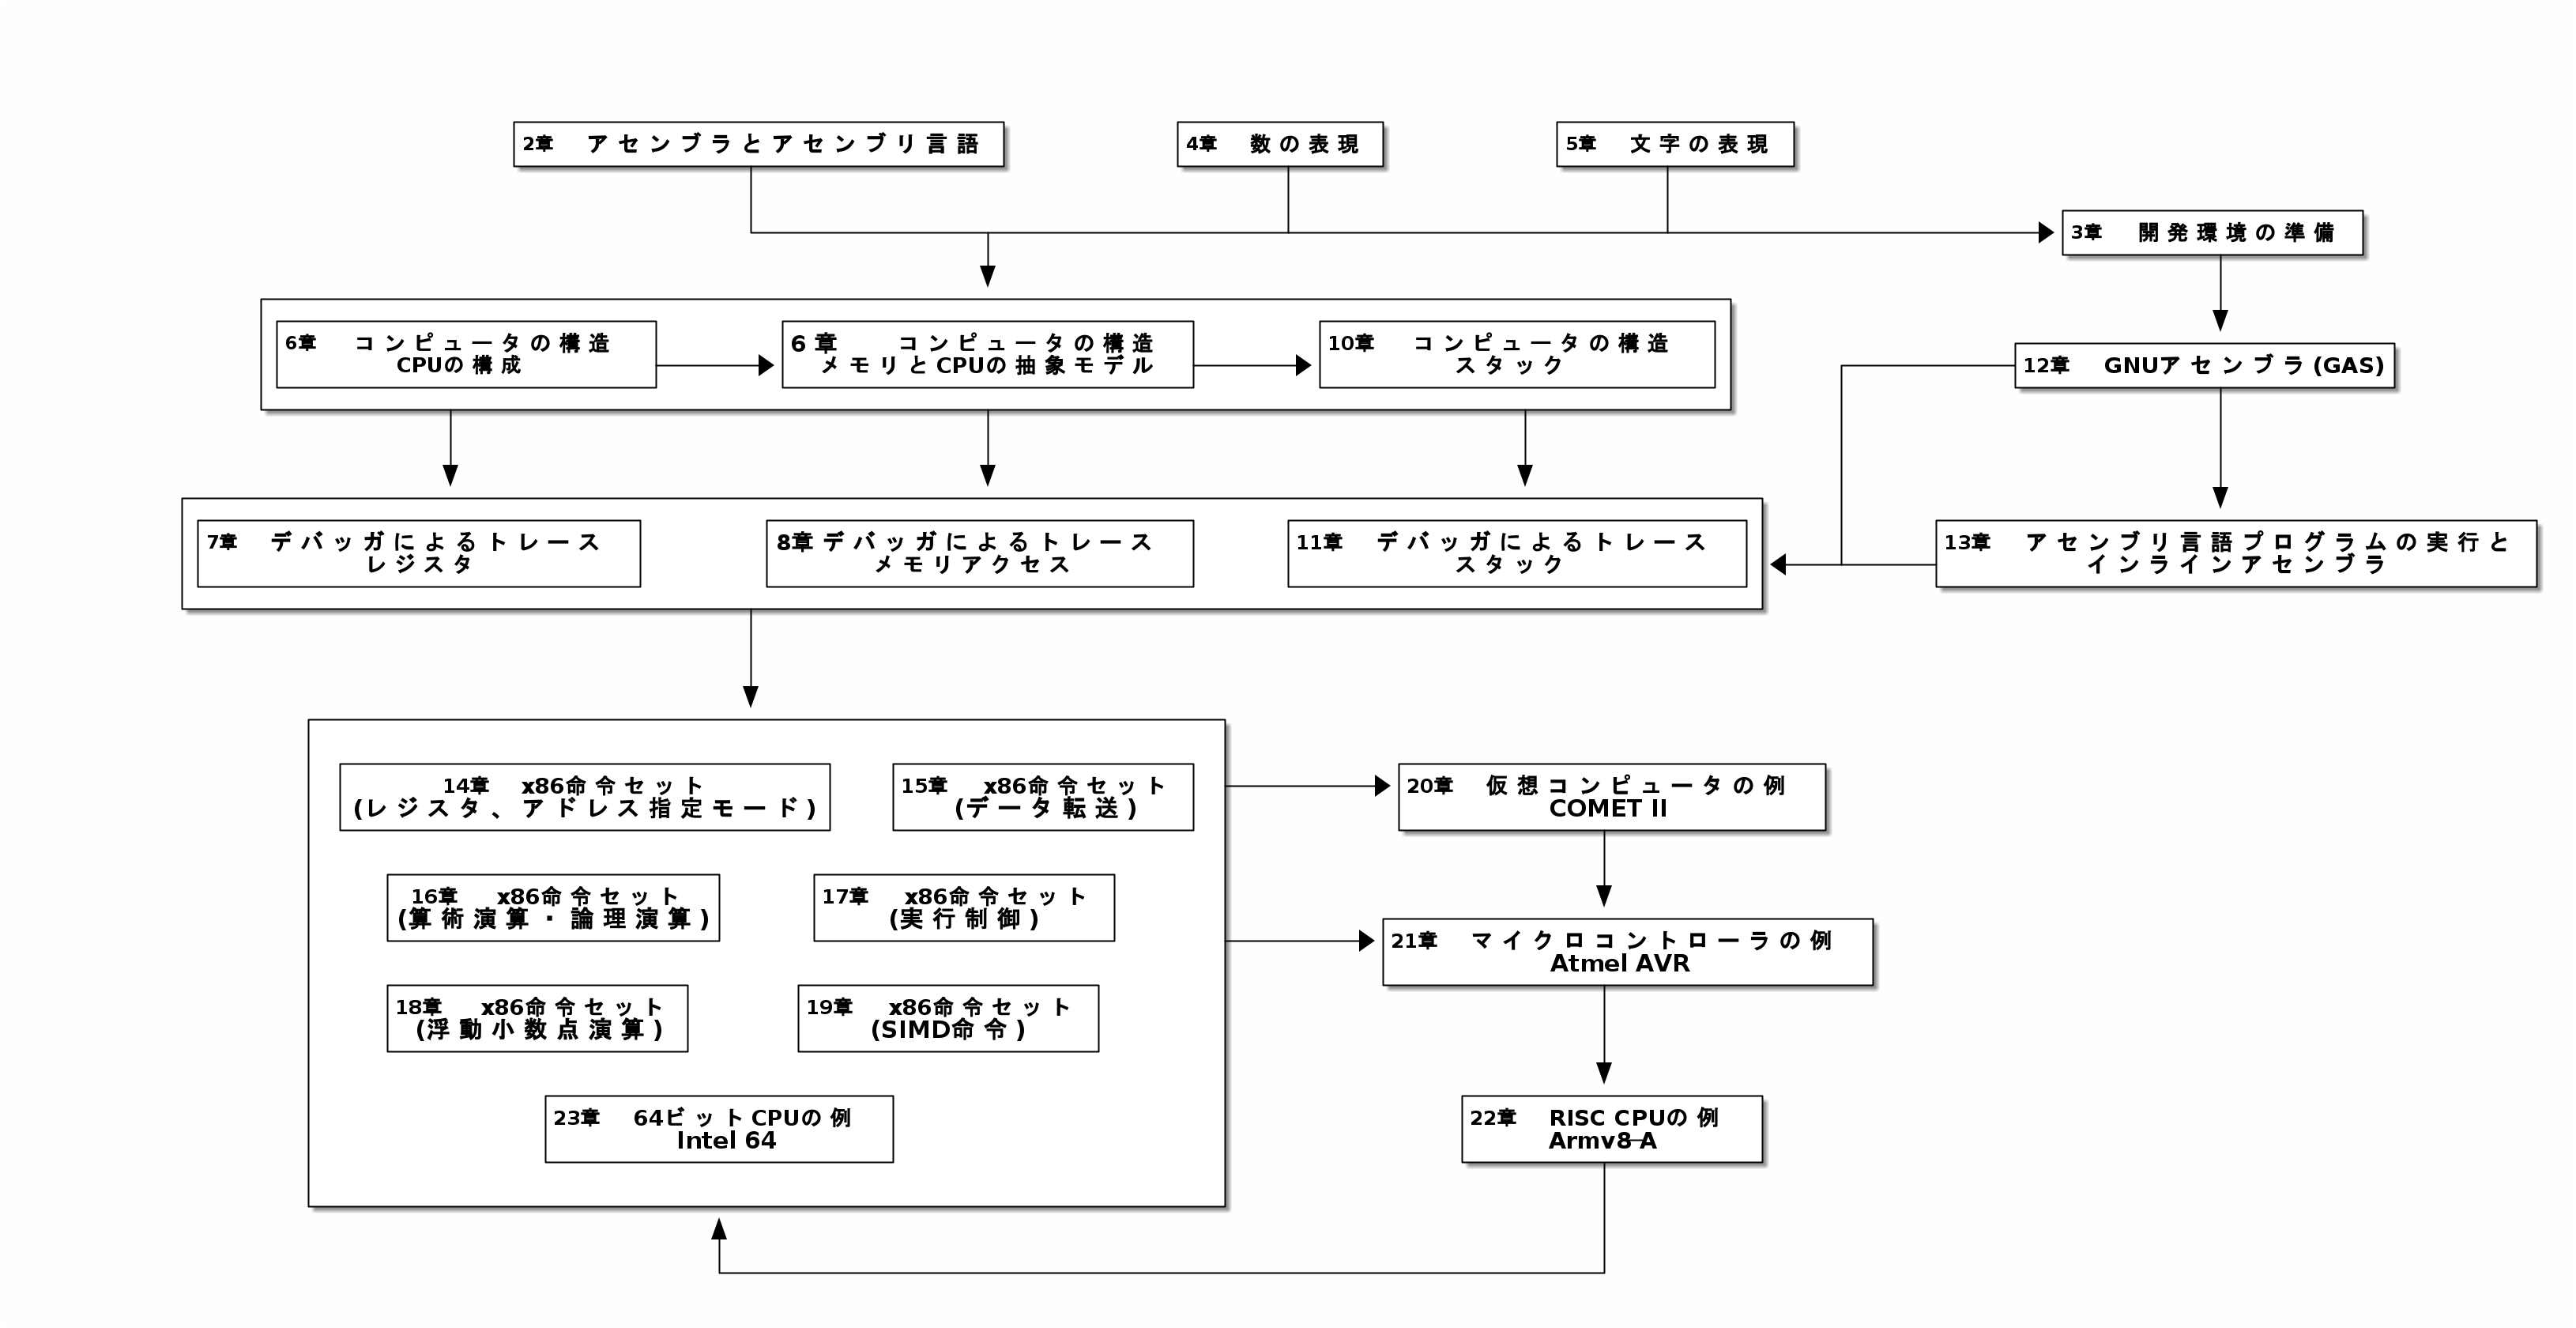 2章 アセンブラとアセンブリ言語
4章 数の表現
5章 文字の表現
3章 開発環境の準備
6章 コンピュータの構造
CPUの構成
6章 コンピュータの構造
メモリとCPUの抽象モデル
10章 コンピュータの構造
スタック
12章 GNUアセンブラ(GAS)
7章 デバッガによるトレース
レジスタ
8章デバッガによるトレース
メモリアクセス
11章 デバッガによるトレース
スタック
13章 アセンブリ言語プログラムの実行と
インラインアセンブラ
14章 x86命令セット
(レジスタ、アドレス指定モード)
15章 x86命令セット
(データ転送)
20章 仮想コンピュータの例
COMET II
16章 x86命令セット
(算術演算・論理演算)
17章 x86命令セット
(実行制御)
21章 マイクロコントローラの例
Atmel AVR
18章 x86命令セット
(浮動小数点演算)
19章 x86命令セット
(SIMD命令)
23章 64ビットCPUの例
Intel 64
22章 RISC CPUの例
Armv8-A